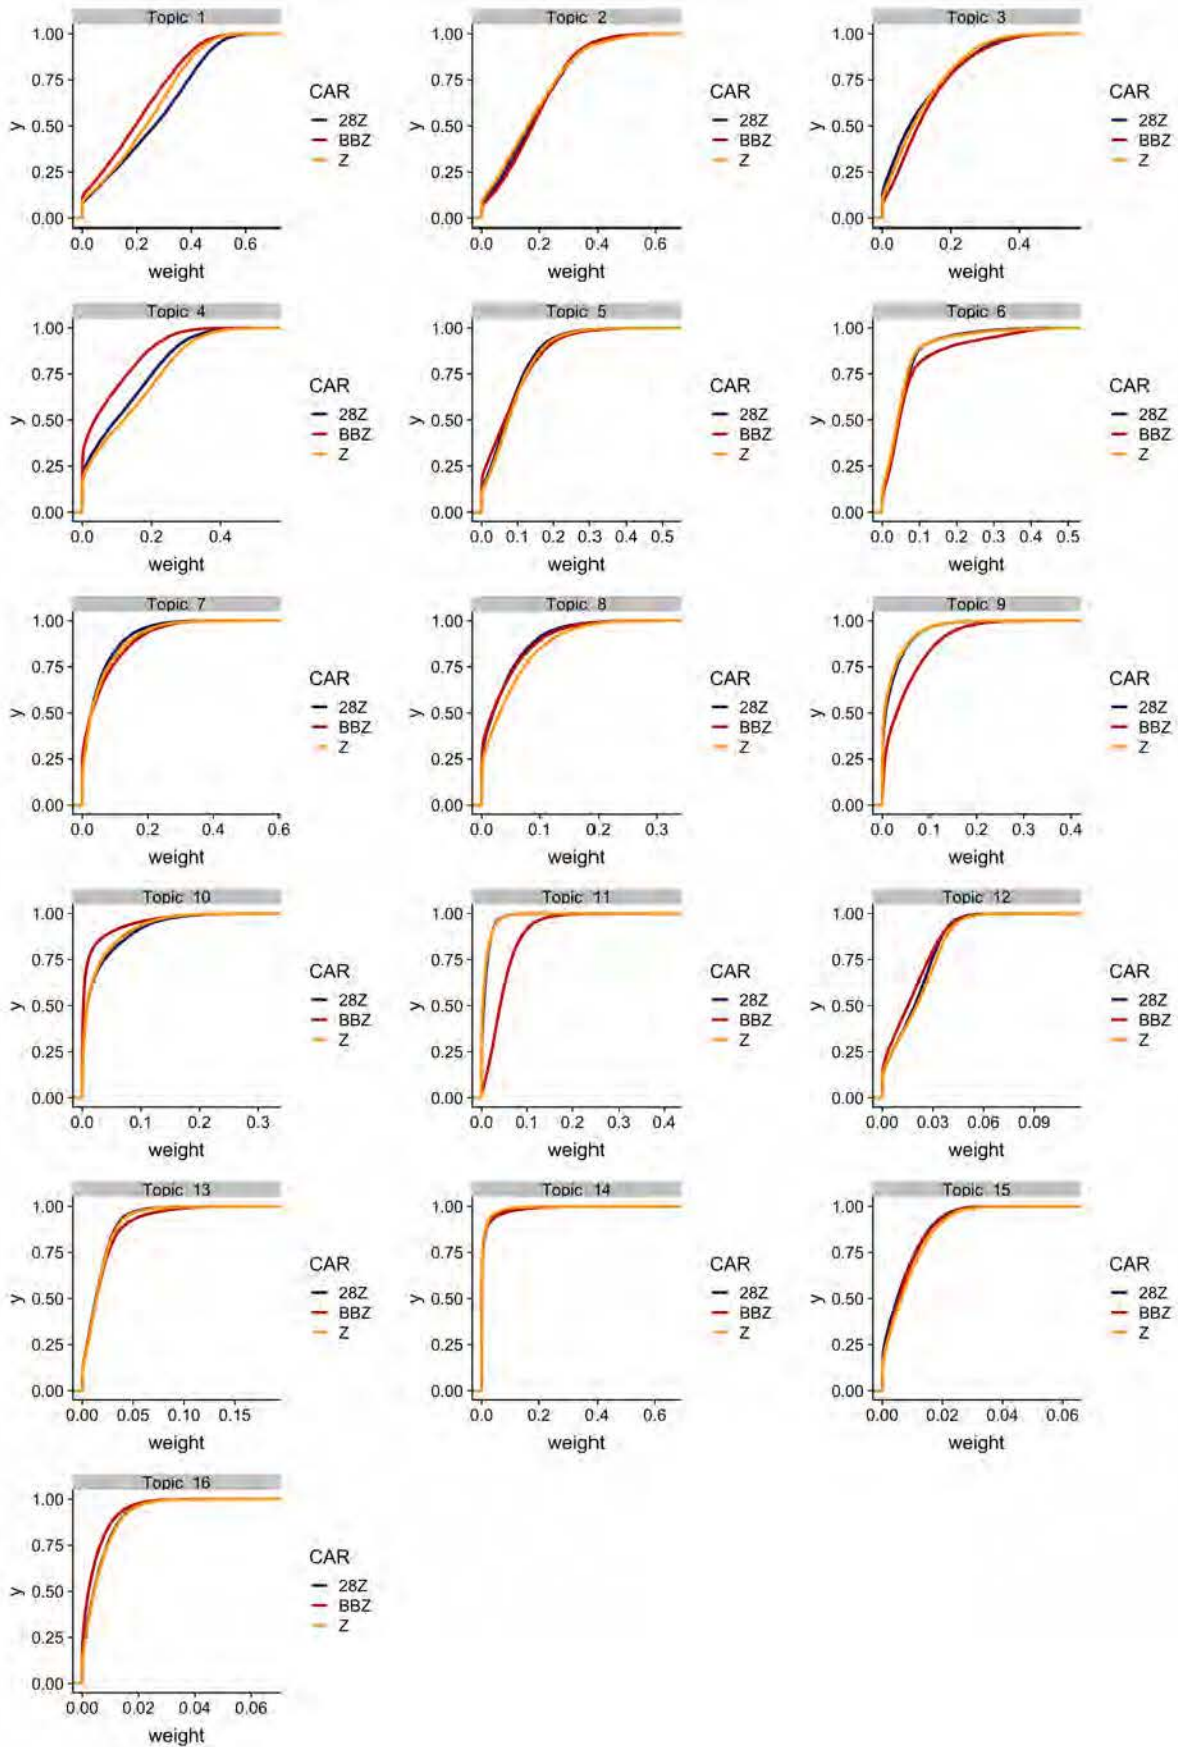 Topic 1
1.00
0.75
0.50
0.25
0.00
y
0.0 0.2 0.4 0.6
weight
CAR
28Z
BBZ
Z
Topic 2
1.00
0.75
0.50
0.25
0.00
y
0.0 0.2 0.4 0.6
weight
CAR
28Z
BBZ
Z
Topic 3
1.00
0.75
0.50
0.25
0.00
y
0.0 0.2 0.4
weight
CAR
28Z
BBZ
Z
Topic 4
1.00
0.75
0.50
0.25
0.00
y
0.0 0.2 0.4
weight
CAR
28Z
BBZ
Z
Topic 5
1.00
0.75
0.50
0.25
0.00
y
0.0 0.1 0.2 0.3 0.4 0.5
weight
CAR
28Z
BBZ
Z
Topic 6
1.00
0.75
0.50
0.25
0.00
y
0.0 0.1 0.2 0.3 0.4 0.5
weight
CAR
28Z
BBZ
Z
Topic 7
1.00
0.75
0.50
0.25
0.00
y
0.0 0.2 0.4 0.6
weight
CAR
28Z
BBZ
Z
Topic 8
1.00
0.75
0.50
0.25
0.00
y
0.0 0.1 0.2 0.3
weight
CAR
28Z
BBZ
Z
Topic 9
1.00
0.75
0.50
0.25
0.00
y
0.0 0.1 0.2 0.3 0.4
weight
CAR
28Z
BBZ
Z
Topic 10
1.00
0.75
0.50
0.25
0.00
y
0.0 0.1 0.2 0.3
weight
CAR
28Z
BBZ
Z
Topic 11
1.00
0.75
0.50
0.25
0.00
y
0.0 0.1 0.2 0.3 0.4
weight
CAR
28Z
BBZ
Z
Topic 12
1.00
0.75
0.50
0.25
0.00
y
0.00 0.03 0.06 0.09
weight
CAR
28Z
BBZ
Z
Topic 13
1.00
0.75
0.50
0.25
0.00
y
0.00 0.05 0.10 0.15
weight
CAR
28Z
BBZ
Z
Topic 14
1.00
0.75
0.50
0.25
0.00
y
0.0 0.2 0.4 0.6
weight
CAR
28Z
BBZ
Z
Topic 15
1.00
0.75
0.50
0.25
0.00
y
0.00 0.02 0.04 0.06
weight
CAR
28Z
BBZ
Z
Topic 16
1.00
0.75
0.50
0.25
0.00
y
0.00 0.02 0.04 0.06
weight
CAR
28Z
BBZ
Z